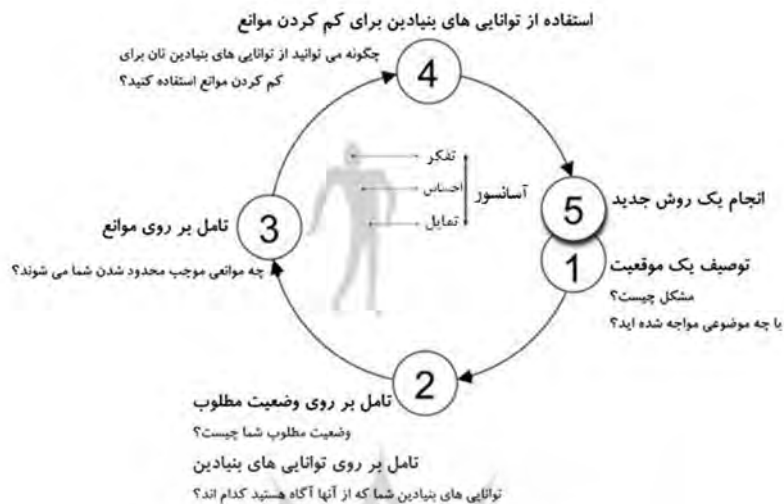 استفاده از توانایی های بنیادین برای کم کردن موانع
چگونه می توانید از توانایی های بنیادین تان برای
کم کردن موانع استفاده کنید؟
4
تفکر
احساس
تمایل
آسانسور
5
انجام یک روش جدید
1
توصیف یک موقعیت
مشکل چیست؟
با چه موضوعی مواجه شده اید؟
3
تامل بر روی موانع
چه موانعی موجب محدود شدن شما می شوند؟
2
تامل بر روی وضعیت مطلوب
وضعیت مطلوب شما چیست؟
تامل بر روی توانایی های بنیادین
توانایی های بنیادین شما که از آنها آگاه هستید کدام اند؟